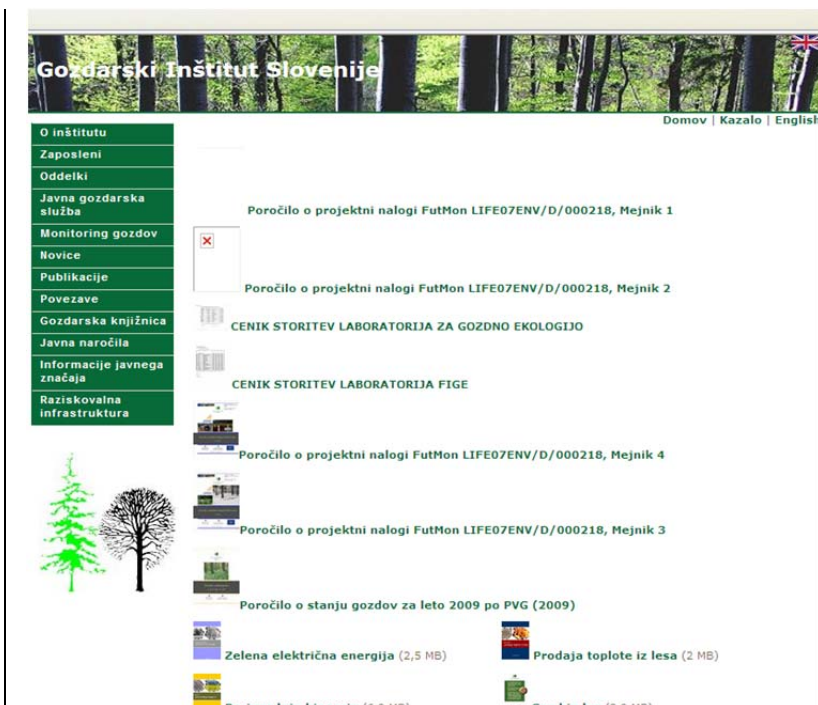 Gozdarski Inštitut Slovenije
Domov | Kazalo | English
O inštitutu
Zaposleni
Oddelki
Javna gozdarska
služba
Monitoring gozdov
Novice
Publikacije
Povezave
Gozdarska knjižnica
Javna naročila
Informacije javnega
značaja
Raziskovalna
infrastruktura
Poročilo o projektni nalogi FutMon LIFE07ENV/D/000218, Mejnik 1
Poročilo o projektni nalogi FutMon LIFE07ENV/D/000218, Mejnik 2
CENIK STORITEV LABORATORIJA ZA GOZDNO EKOLOGIJO
CENIK STORITEV LABORATORIJA FIGE
Poročilo o projektni nalogi FutMon LIFE07ENV/D/000218, Mejnik 4
Poročilo o projektni nalogi FutMon LIFE07ENV/D/000218, Mejnik 3
Poročilo o stanju gozdov za leto 2009 po PVG (2009)
Zelena električna energija (2,5 MB)
Prodaja toplote iz lesa (2 MB)